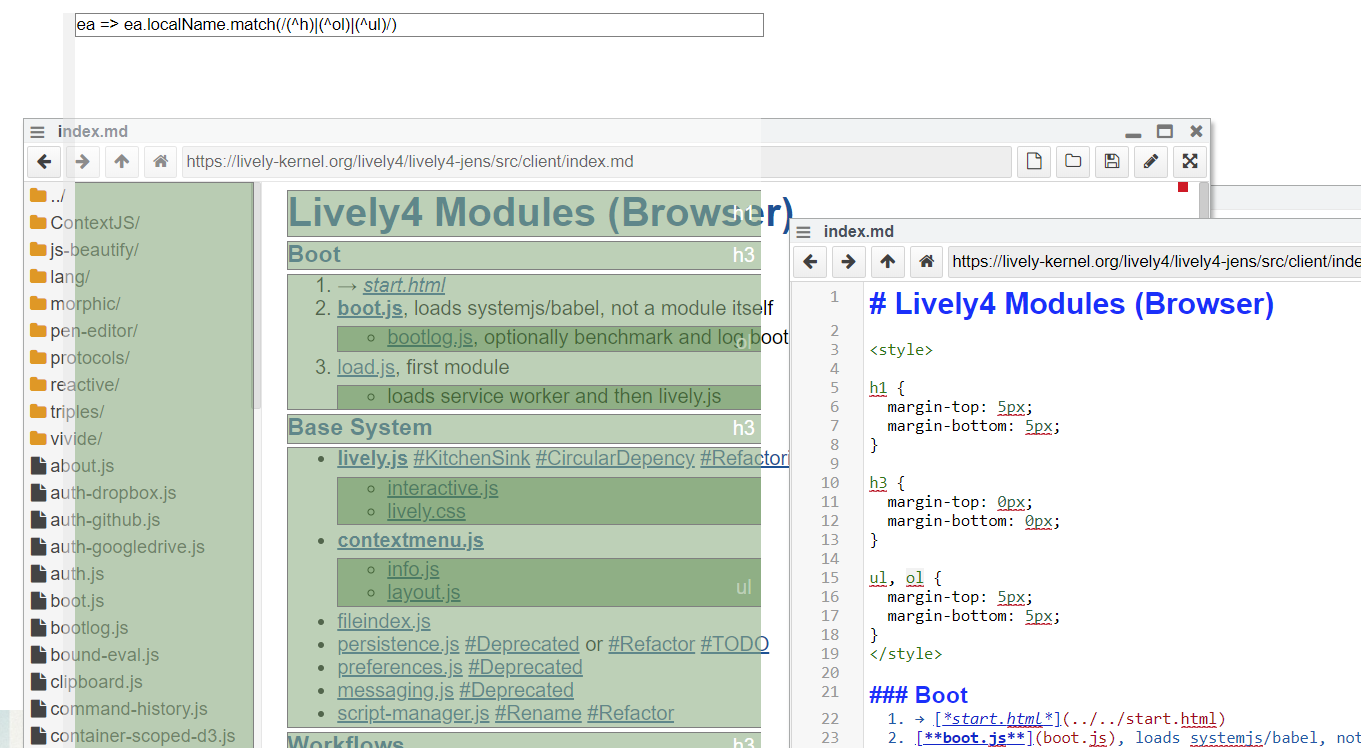 ea => ea.localName.match(/(^h)|(^ol)|(^ul)/)
index.md
https://lively-kernel.org/lively4/lively4-jens/src/client/index.md
../
ContextJS/
js-beautify/
lang/
morphic/
pen-editor/
protocols/
reactive/
triples/
vivide/
about.js
auth-dropbox.js
auth-github.js
auth-googledrive.js
auth.js
boot.js
bootlog.js
bound-eval.js
clipboard.js
command-history.js
container-scoped-d3.js
Lively4 Modules (Browser)
h1
Boot
h3
1. → start.html
2. boot.js, loads systemjs/babel, not a module itself
◦ bootlog.js, optionally benchmark and log boot
ol
3. load.js, first module
◦ loads service worker and then lively.js
Base System
h3
• lively.js #KitchenSink #CircularDepency #Refactori
◦ interactive.js
◦ lively.css
• contextmenu.js
◦ info.js
◦ layout.js
ul
• fileindex.js
• persistence.js #Deprecated or #Refactor #TODO
• preferences.js #Deprecated
• messaging.js #Deprecated
• script-manager.js #Rename #Refactor
Workflows
h3
index.md
https://lively-kernel.org/lively4/lively4-jens/src/client/inde
1 # Lively4 Modules (Browser)
2
3 <style>
4
5 h1 {
6 margin-top: 5px;
7 margin-bottom: 5px;
8 }
9
10 h3 {
11 margin-top: 0px;
12 margin-bottom: 0px;
13 }
14
15 ul, ol {
16 margin-top: 5px;
17 margin-bottom: 5px;
18 }
19 </style>
20
21 ### Boot
22 1. → [*start.html*](../../start.html)
23 2. [**boot.js**](boot.js), loads systemjs/babel, not